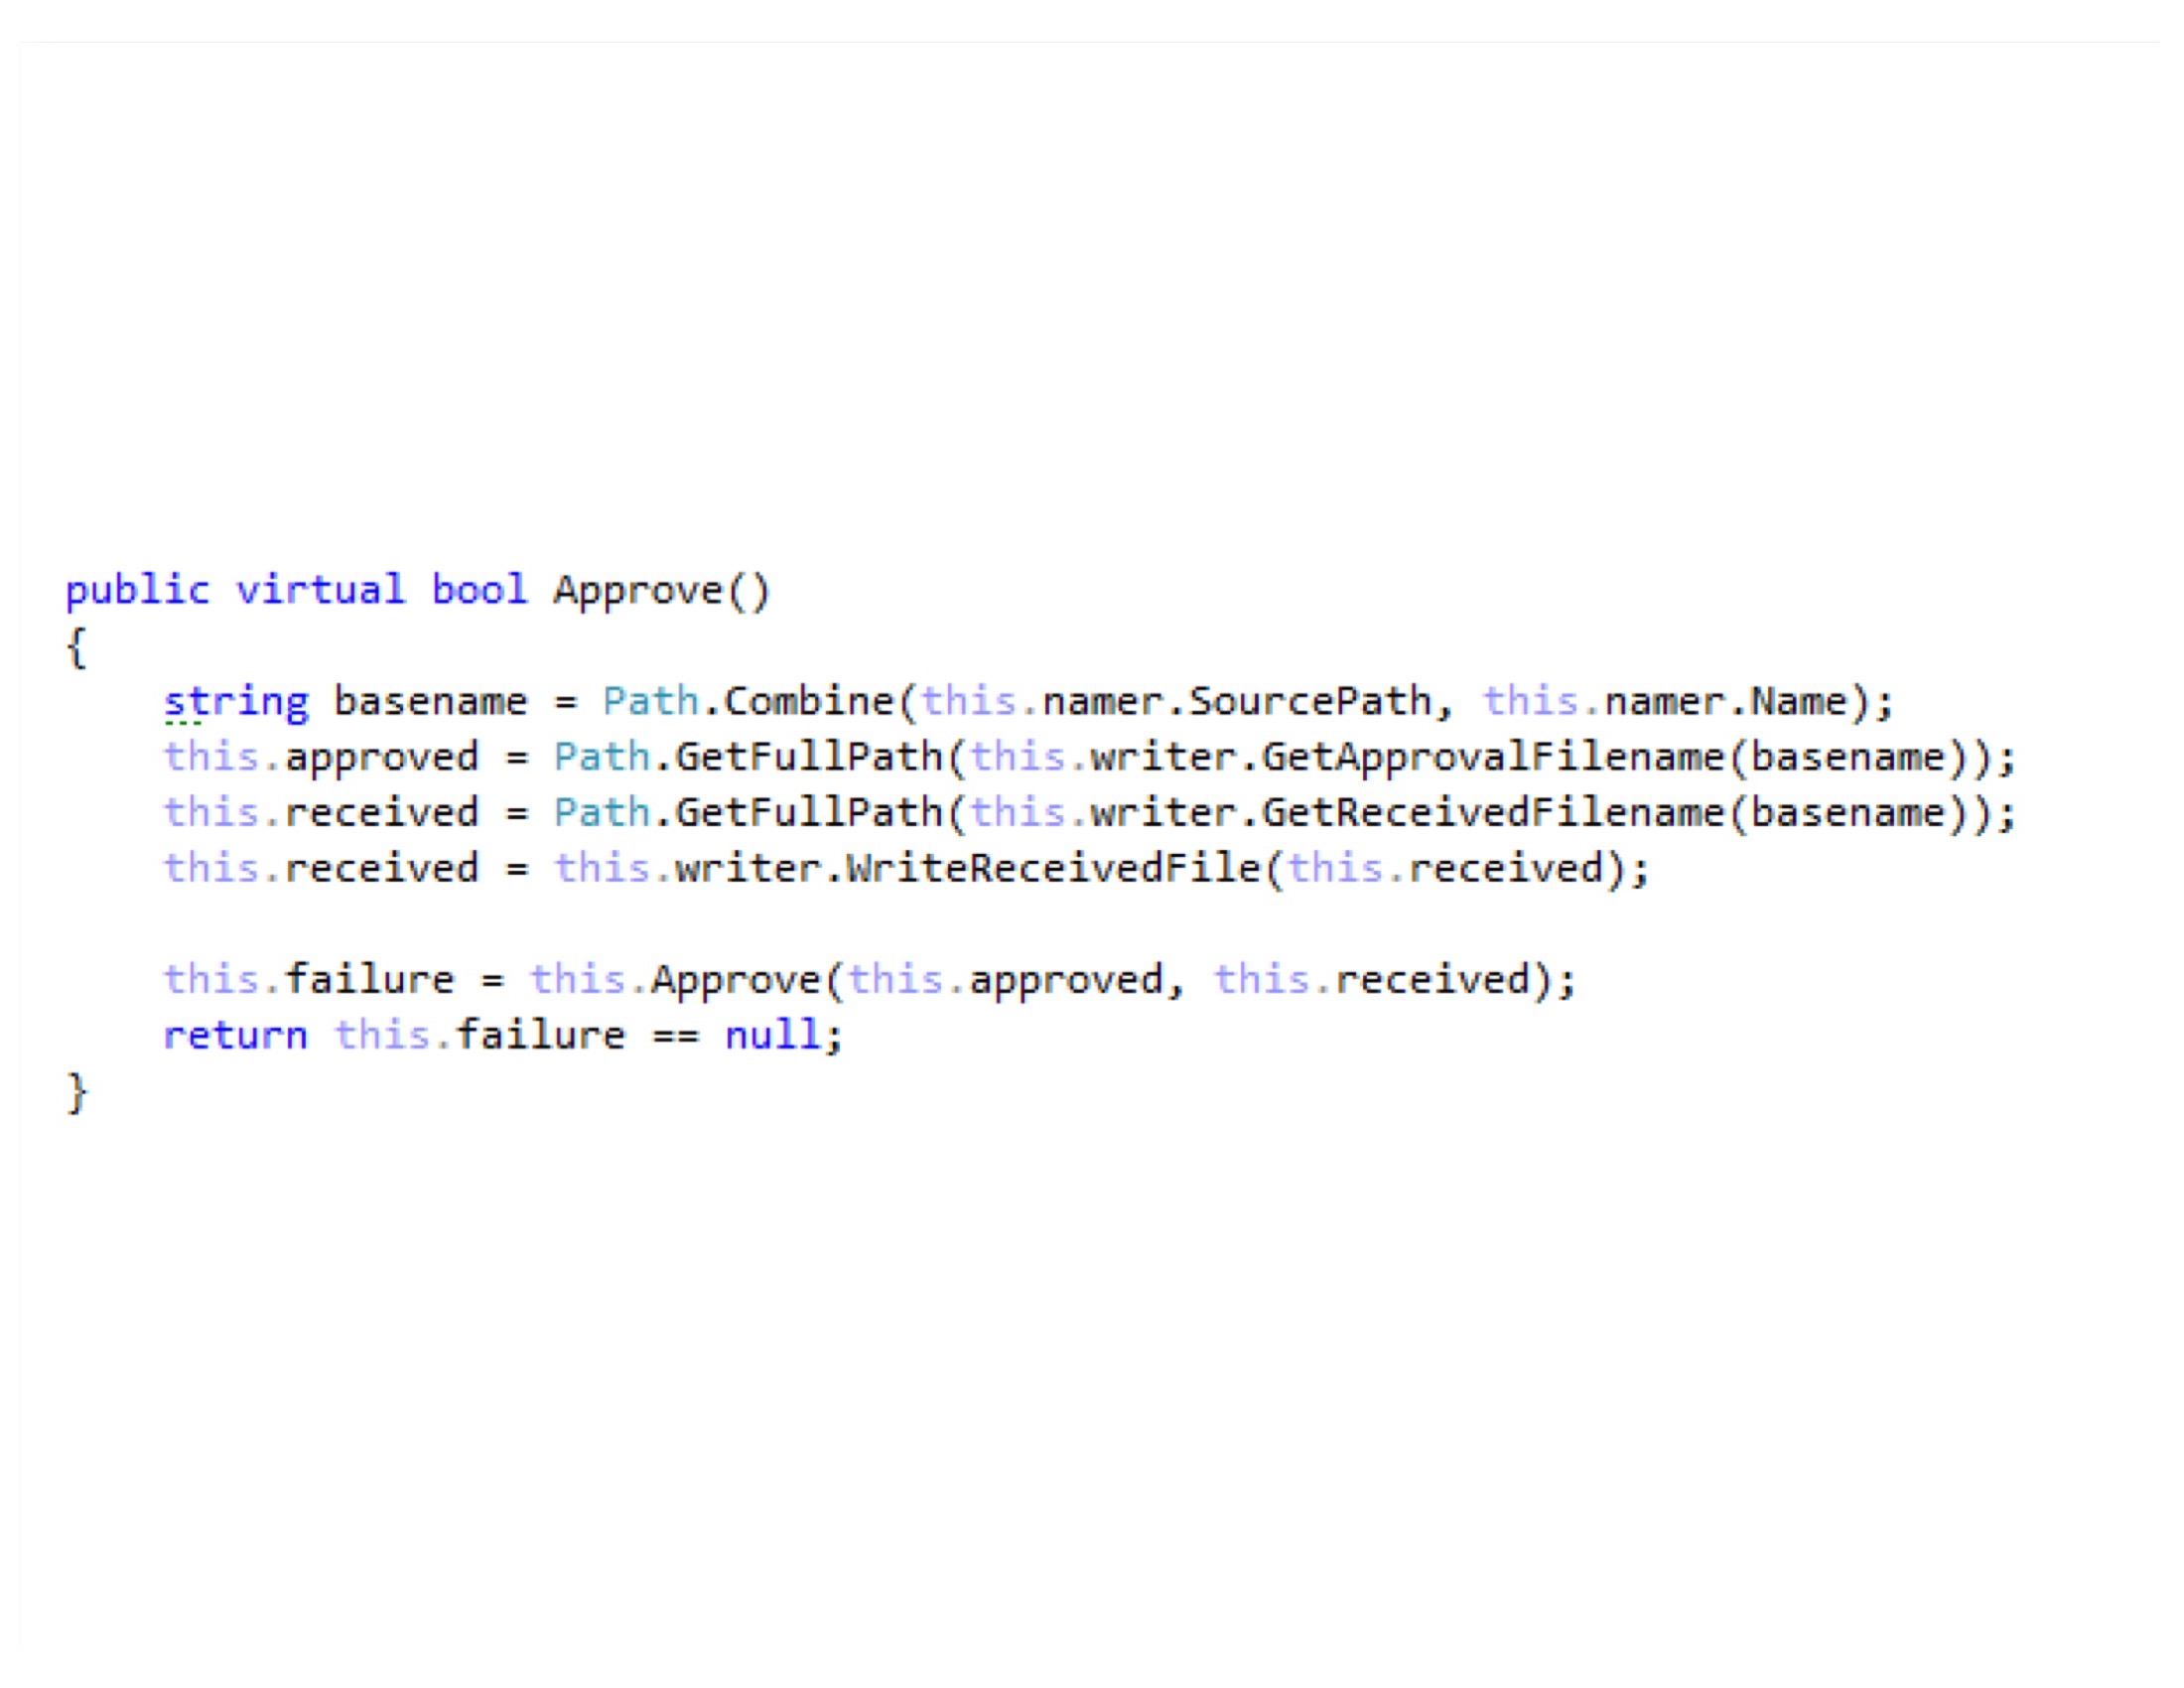 public virtual bool Approve()
{
    string basename = Path.Combine(this.namer.SourcePath, this.namer.Name);
    this.approved = Path.GetFullPath(this.writer.GetApprovalFilename(basename));
    this.received = Path.GetFullPath(this.writer.GetReceivedFilename(basename));
    this.received = this.writer.WriteReceivedFile(this.received);

    this.failure = this.Approve(this.approved, this.received);
    return this.failure == null;
}